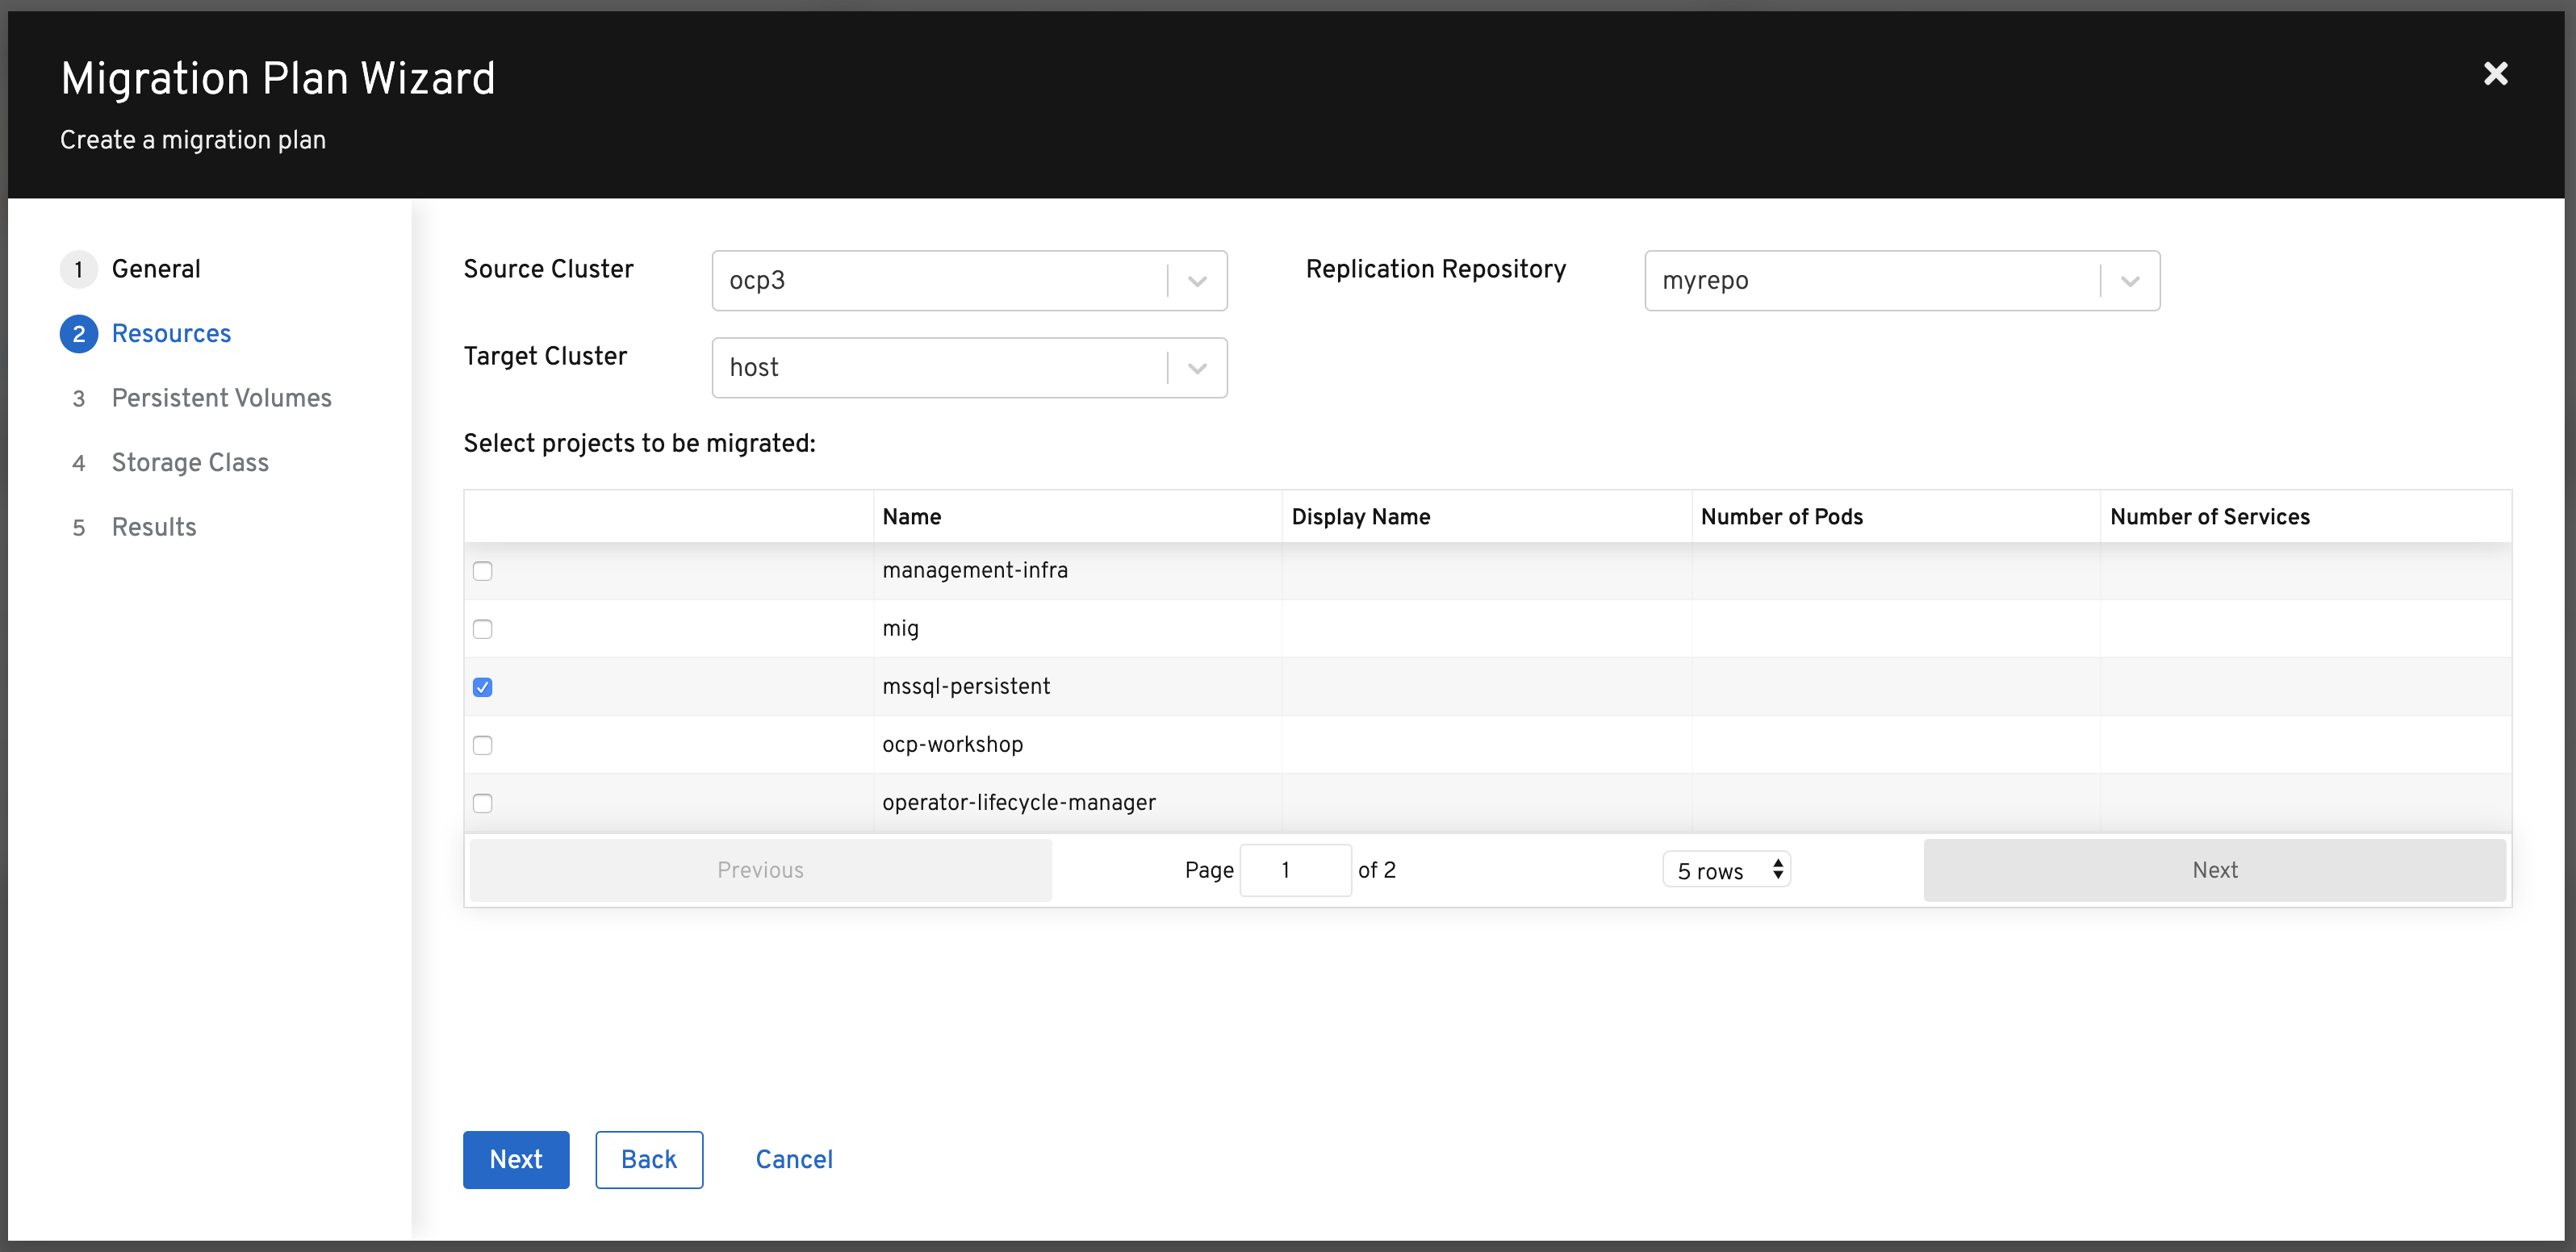 Migration Plan Wizard
Create a migration plan
1 General
2 Resources
3 Persistent Volumes
4 Storage Class
5 Results
Source Cluster ocp3 Replication Repository myrepo
Target Cluster host
Select projects to be migrated:
Name Display Name Number of Pods Number of Services
management-infra
mig
mssql-persistent
ocp-workshop
operator-lifecycle-manager
Previous Page 1 of 2 5 rows Next
Next Back Cancel